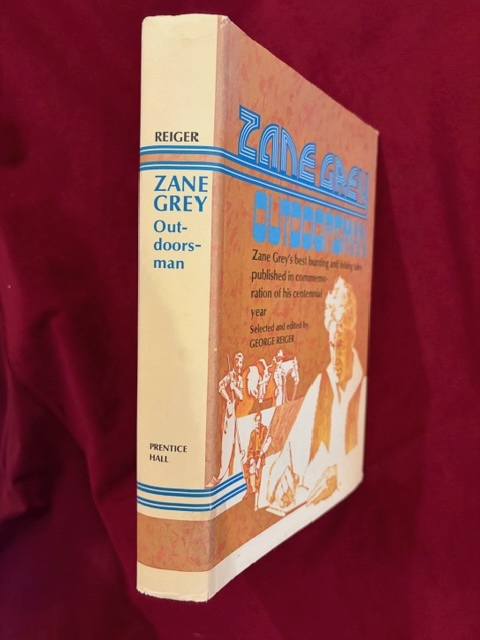 REIGER
ZANE
GREY
Out-
doors-
man
PRENTICE
HALL
ZANE GREY
OUTDOORSMAN
Zane Grey's best hunting and fishing tales
published in commemo-
ration of his centennial
year
Selected and edited by
GEORGE REIGER